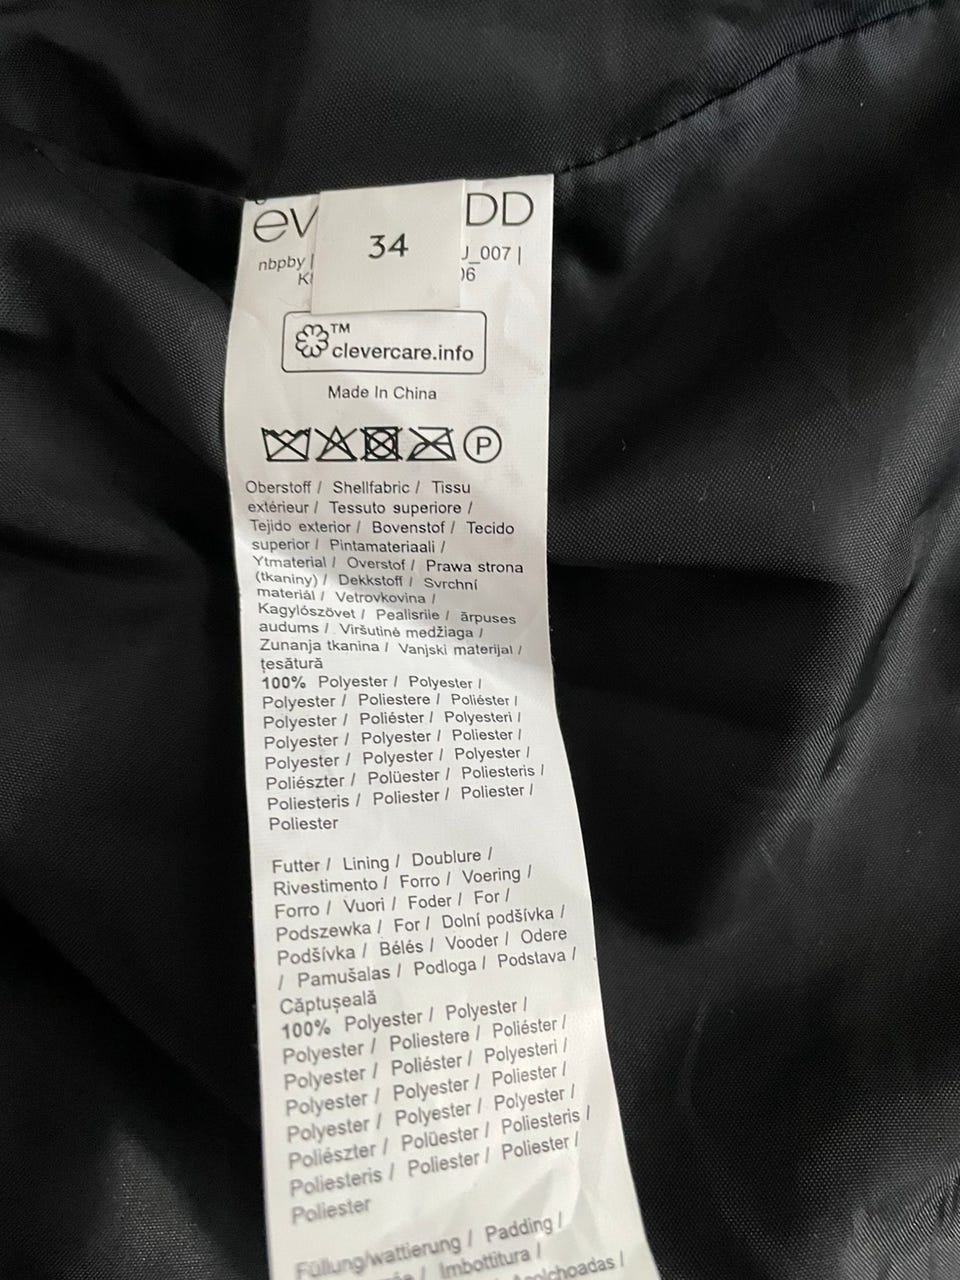 ev DD
34
nbpby | J_007 |
06
TM
clevercare.info
Made In China
P
Oberstoff / Shellfabric / Tissu
extérieur / Tessuto superiore /
Tejido exterior / Bovenstof / Tecido
superior / Pintamateriaali /
Ytmaterial / Overstof / Prawa strona
(tkaniny) / Dekkstoff / Svrchní
materiál / Vetrovkovina /
Kagylószövet / Pealisriie / ārpuses
audums / Viršutinė medžiaga /
Zunanja tkanina / Vanjski materijal /
țesătură
100% Polyester / Polyester /
Polyester / Poliestere / Poliéster /
Polyester / Poliéster / Polyesteri /
Polyester / Polyester / Poliester /
Polyester / Polyester / Polyester /
Poliészter / Polüester / Poliesteris /
Poliesteris / Poliester / Poliester /
Poliester
Futter / Lining / Doublure /
Rivestimento / Forro / Voering /
Forro / Vuori / Foder / For /
Podszewka / For / Dolní podšívka /
Podšívka / Bélés / Vooder / Odere
/ Pamušalas / Podloga / Podstava /
Căptușeală
100% Polyester / Polyester /
Polyester / Poliestere / Poliéster /
Polyester / Poliéster / Polyesteri /
Polyester / Polyester / Poliester /
Polyester / Polyester / Polyester /
Poliészter / Polüester / Poliesteris /
Poliesteris / Poliester / Poliester /
Poliester
Füllung/wattierung / Padding /
/ Imbottitura /